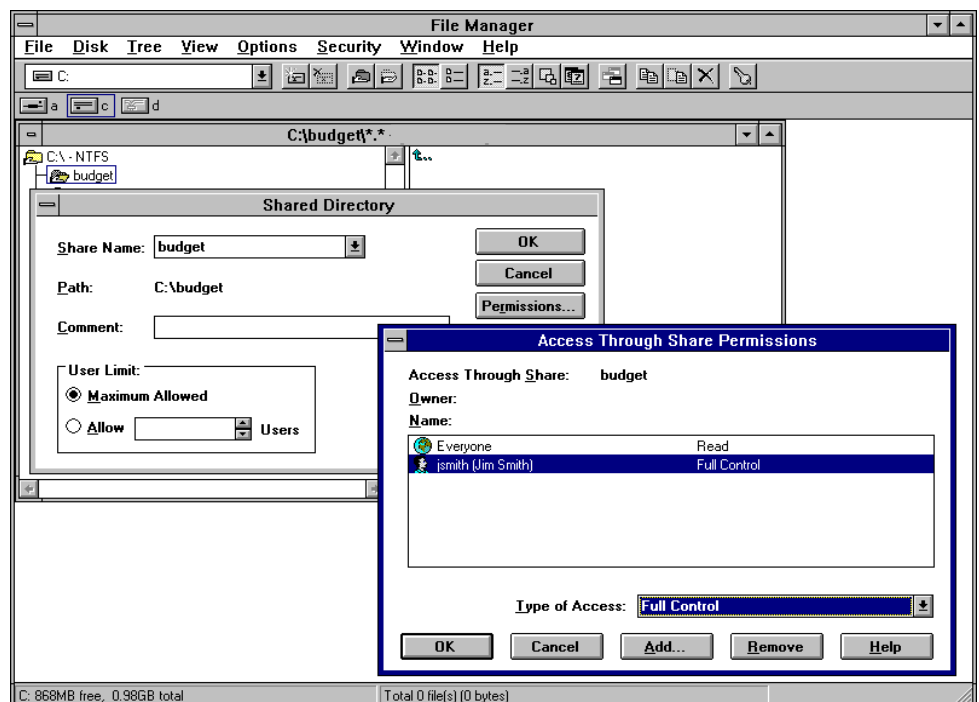 File Manager
File Disk Tree View Options Security Window Help
C:
a c d
C:\budget\*.*
C:\ - NTFS
budget
Shared Directory
Share Name: budget
OK
Cancel
Path: C:\budget
Permissions...
Comment:
User Limit:
Maximum Allowed
Allow Users
Access Through Share Permissions
Access Through Share: budget
Owner:
Name:
Everyone Read
jsmith (Jim Smith) Full Control
Type of Access: Full Control
OK Cancel Add... Remove Help
C: 868MB free, 0.98GB total Total 0 file(s) (0 bytes)